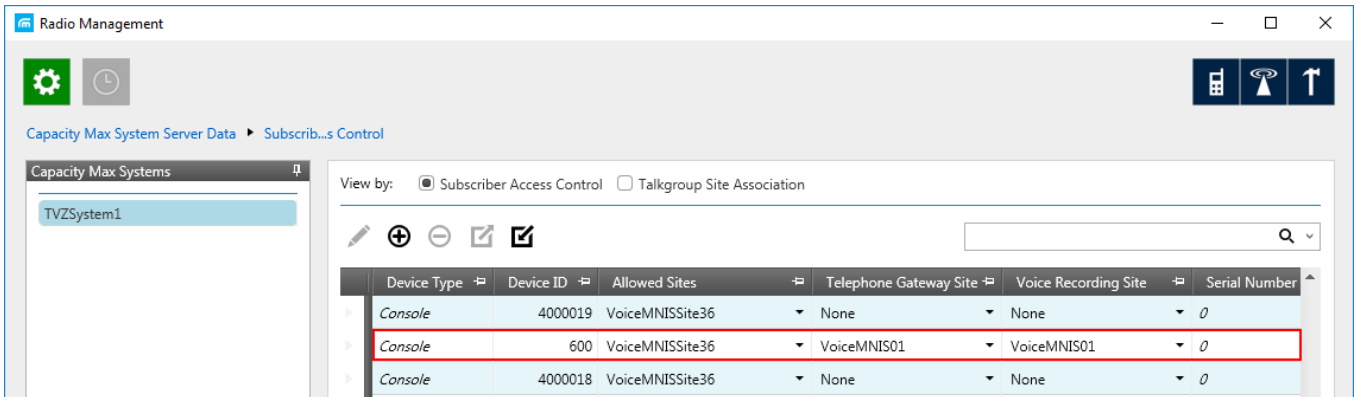 Radio Management
Capacity Max System Server Data Subscrib...s Control
Capacity Max Systems
TVZSystem1
View by: Subscriber Access Control Talkgroup Site Association
Device Type Device ID Allowed Sites Telephone Gateway Site Voice Recording Site Serial Number
Console 4000019 VoiceMNISSite36 None None 0
Console 600 VoiceMNISSite36 VoiceMNIS01 VoiceMNIS01 0
Console 4000018 VoiceMNISSite36 None None 0